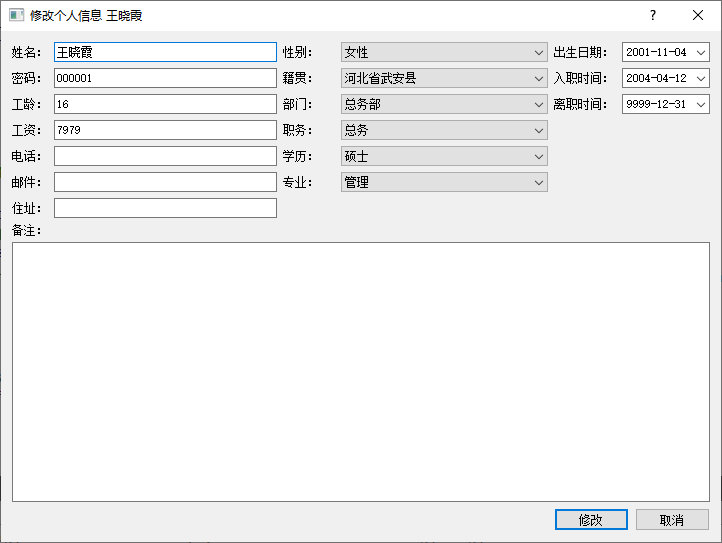 修改个人信息 王晓霞
姓名： 王晓霞 性别： 女性 出生日期： 2001-11-04
密码： 000001 籍贯： 河北省武安县 入职时间： 2004-04-12
工龄： 16 部门： 总务部 离职时间： 9999-12-31
工资： 7979 职务： 总务
电话： 学历： 硕士
邮件： 专业： 管理
住址：
备注：
修改 取消